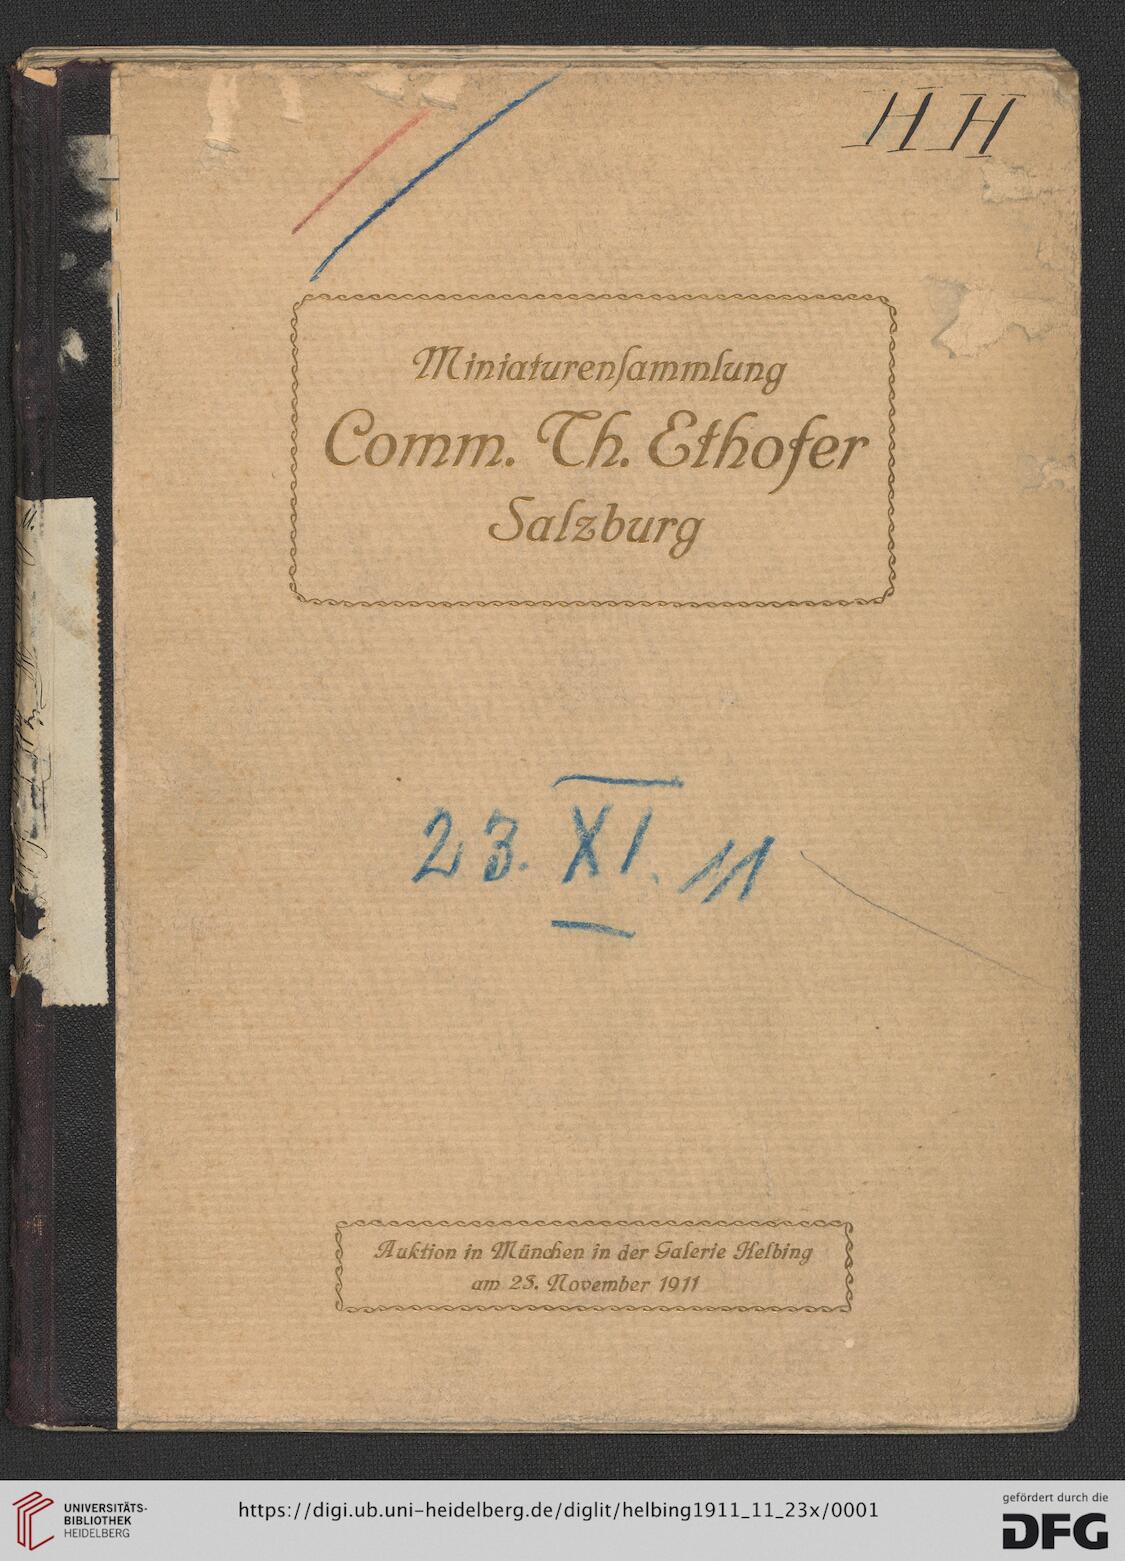 HH
Miniaturensammlung
Comm. Th. Ethofer
Salzburg
23. XI. 11
Auktion in München in der Galerie Helbing
am 23. November 1911
UNIVERSITÄTS-
BIBLIOTHEK
HEIDELBERG
https://digi.ub.uni-heidelberg.de/diglit/helbing1911_11_23x/0001
gefördert durch die
DFG